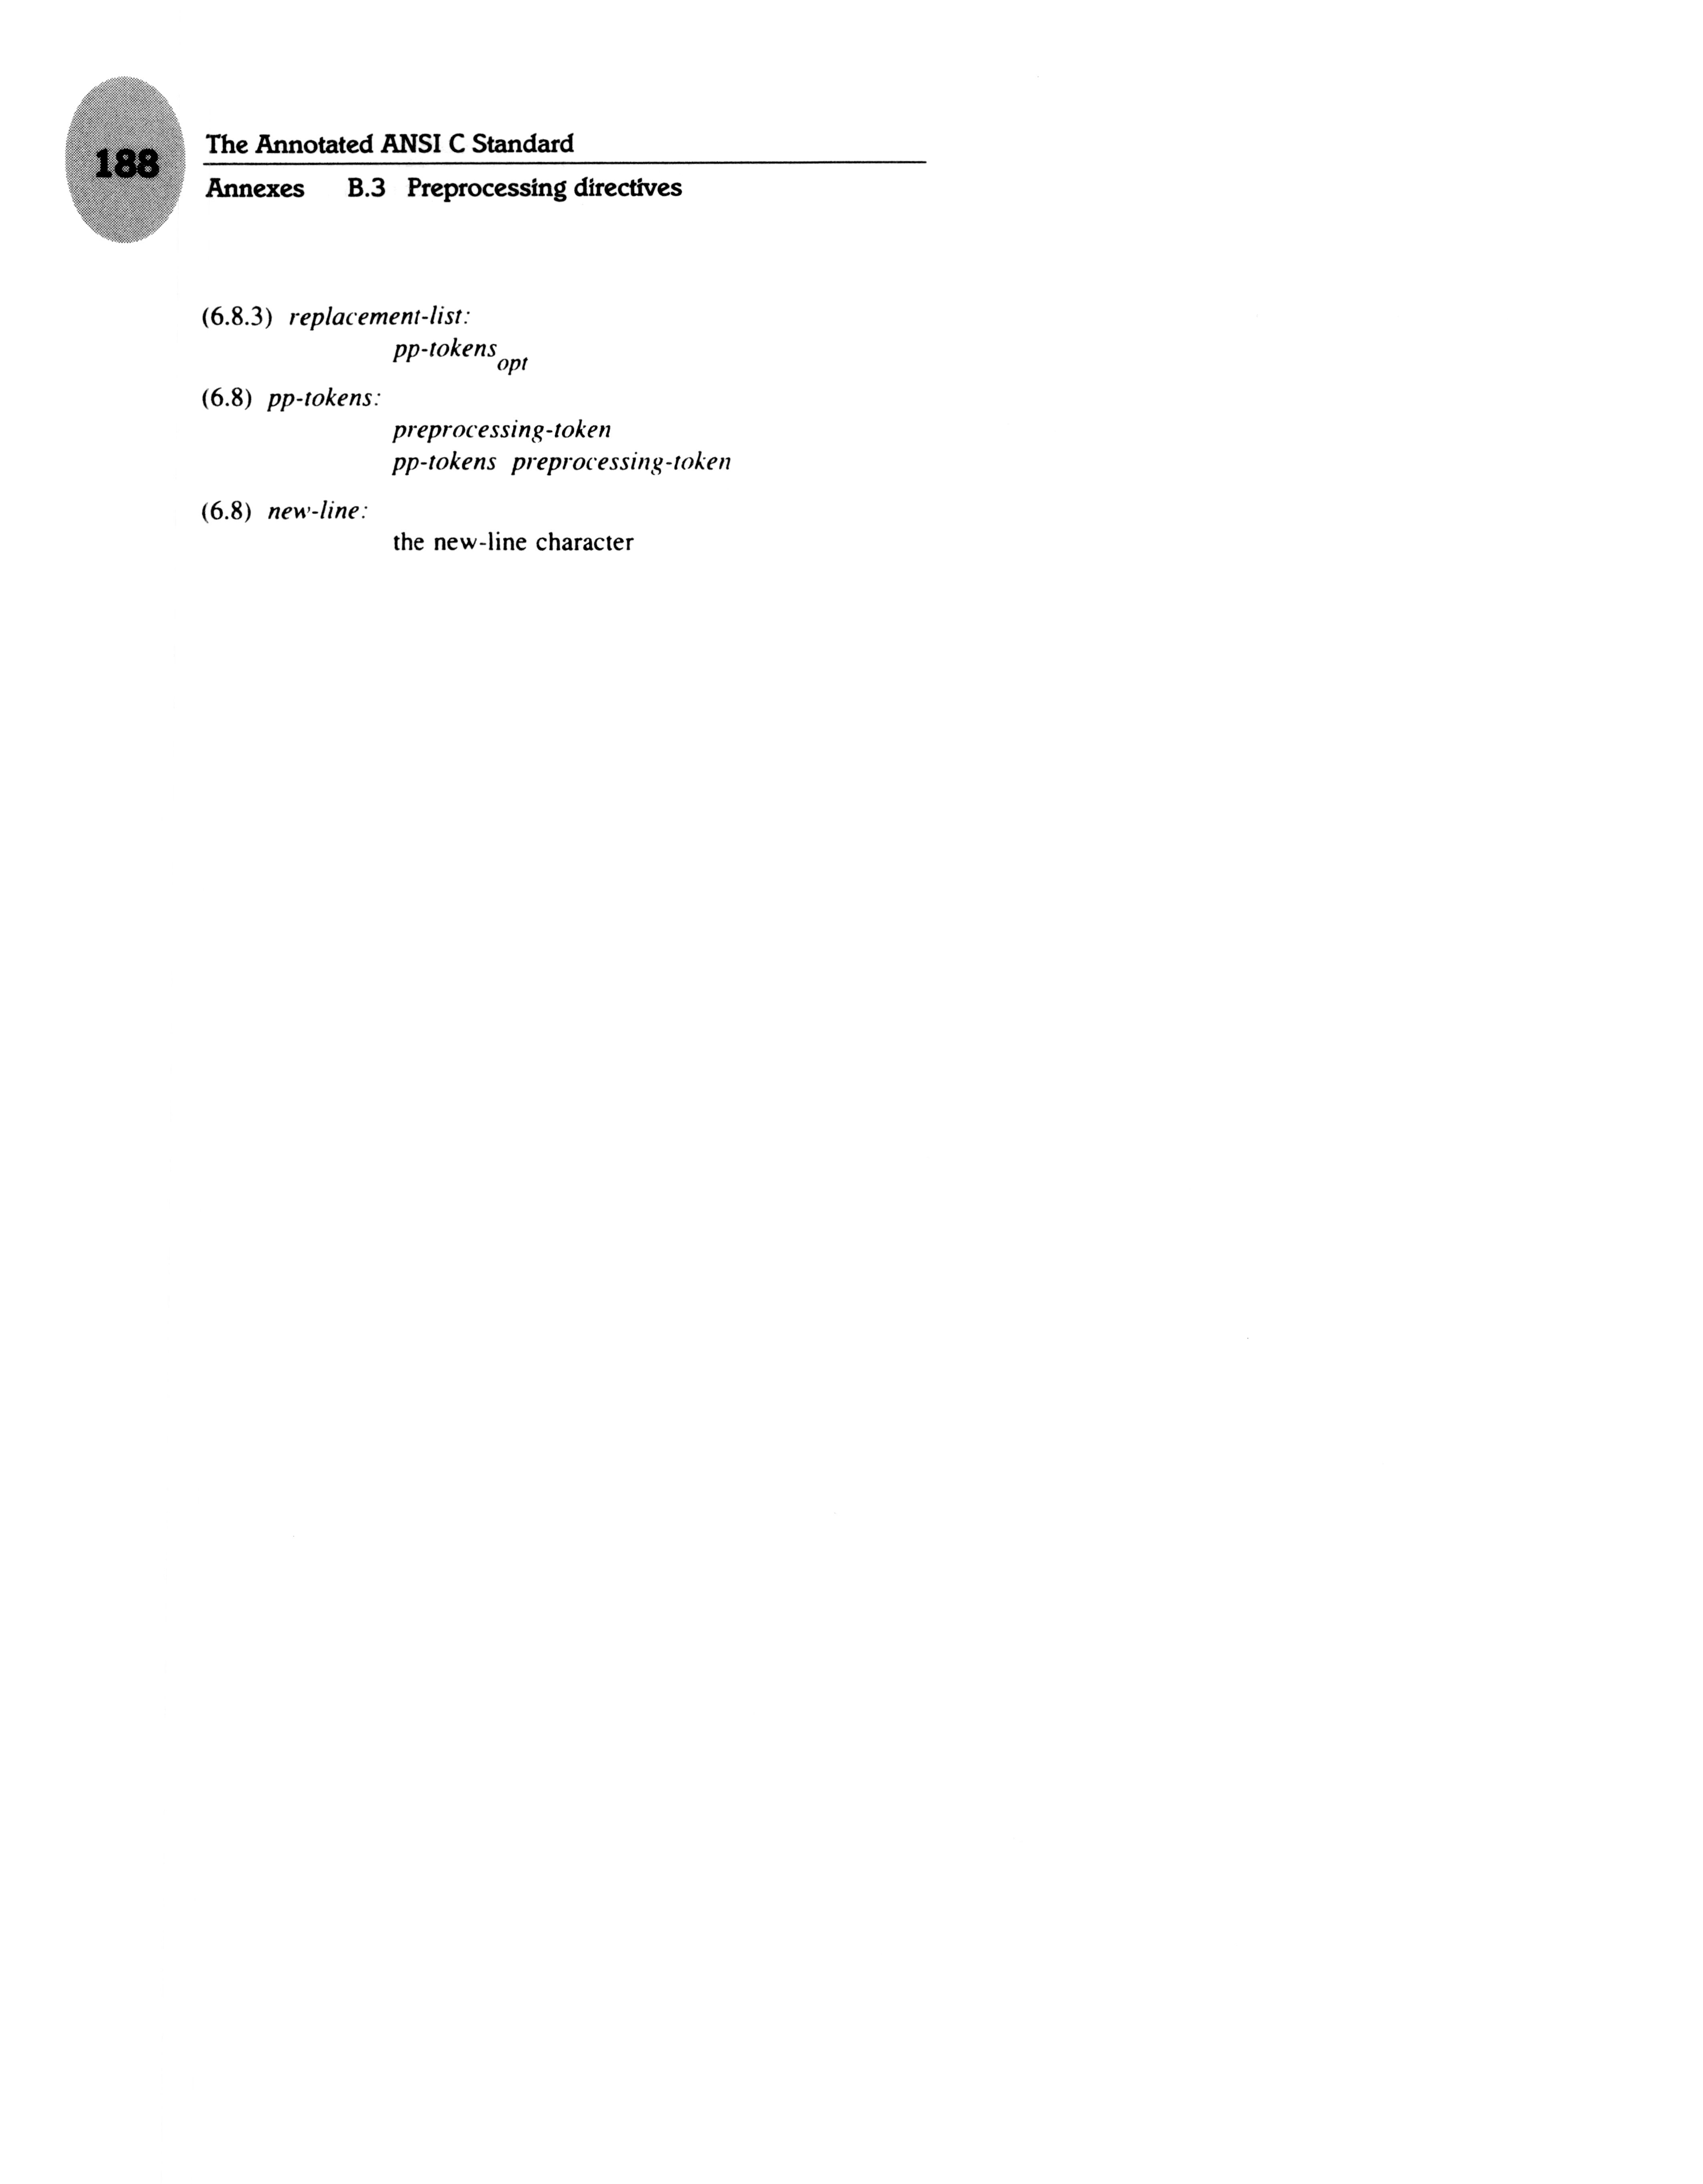 188
The Annotated ANSI C Standard
Annexes B.3 Preprocessing directives
(6.8.3) replacement-list:
pp-tokens opt
(6.8) pp-tokens:
preprocessing-token
pp-tokens preprocessing-token
(6.8) new-line:
the new-line character